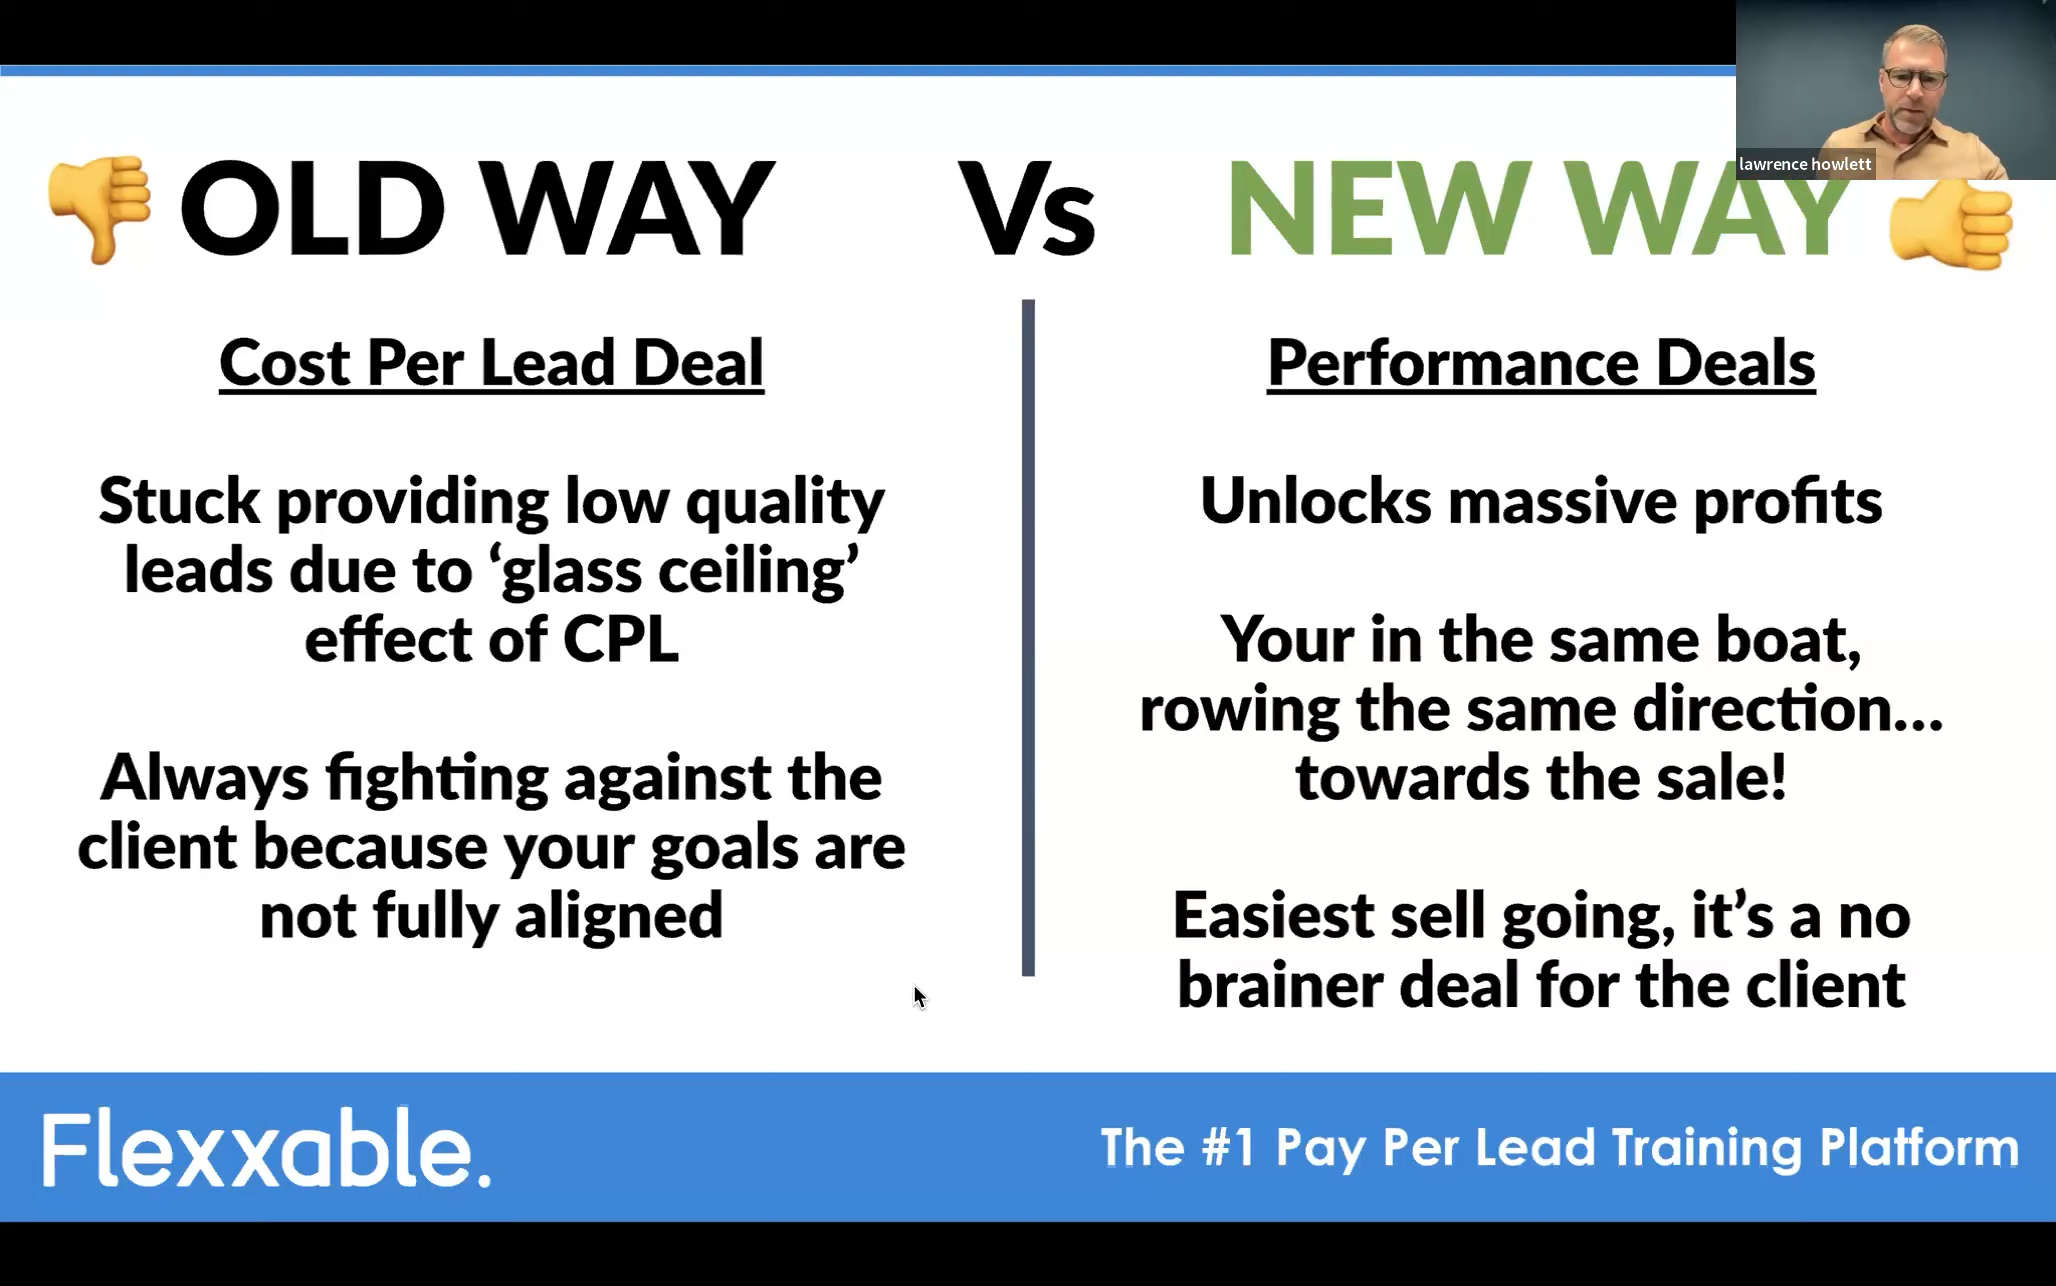 lawrence howlett
OLD WAY Vs NEW WAY
Cost Per Lead Deal
Stuck providing low quality
leads due to ‘glass ceiling’
effect of CPL
Always fighting against the
client because your goals are
not fully aligned
Performance Deals
Unlocks massive profits
Your in the same boat,
rowing the same direction...
towards the sale!
Easiest sell going, it’s a no
brainer deal for the client
Flexxable.
The #1 Pay Per Lead Training Platform